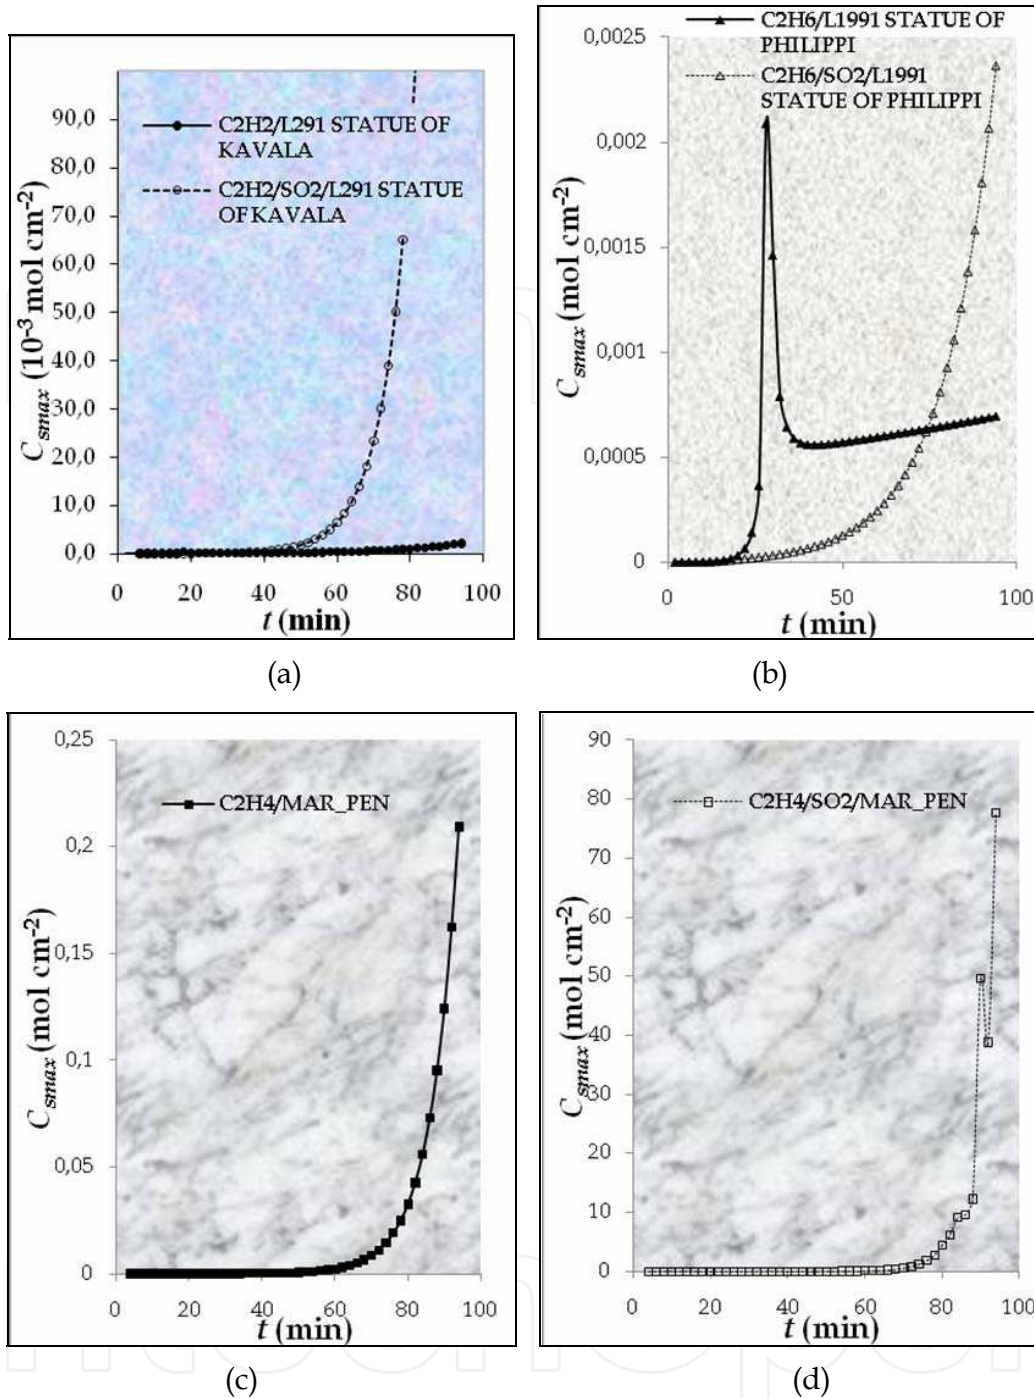 90,0
80,0
70,0
60,0
50,0
40,0
30,0
20,0
10,0
0,0
C2H2/L291 STATUE OF
KAVALA
C2H2/SO2/L291 STATUE
OF KAVALA
Csmax (10-3 mol cm-2)
0 20 40 60 80 100
t (min)
(a)
C2H6/L1991 STATUE OF
PHILIPPI
C2H6/SO2/L1991
STATUE OF PHILIPPI
0,0025
0,002
0,0015
0,001
0,0005
0
Csmax (mol cm-2)
0 50 100
t (min)
(b)
0,25
0,2
0,15
0,1
0,05
0
C2H4/MAR_PEN
Csmax (mol cm-2)
0 20 40 60 80 100
t (min)
(c)
90
80
70
60
50
40
30
20
10
0
C2H4/SO2/MAR_PEN
Csmax (mol cm-2)
0 20 40 60 80 100
t (min)
(d)